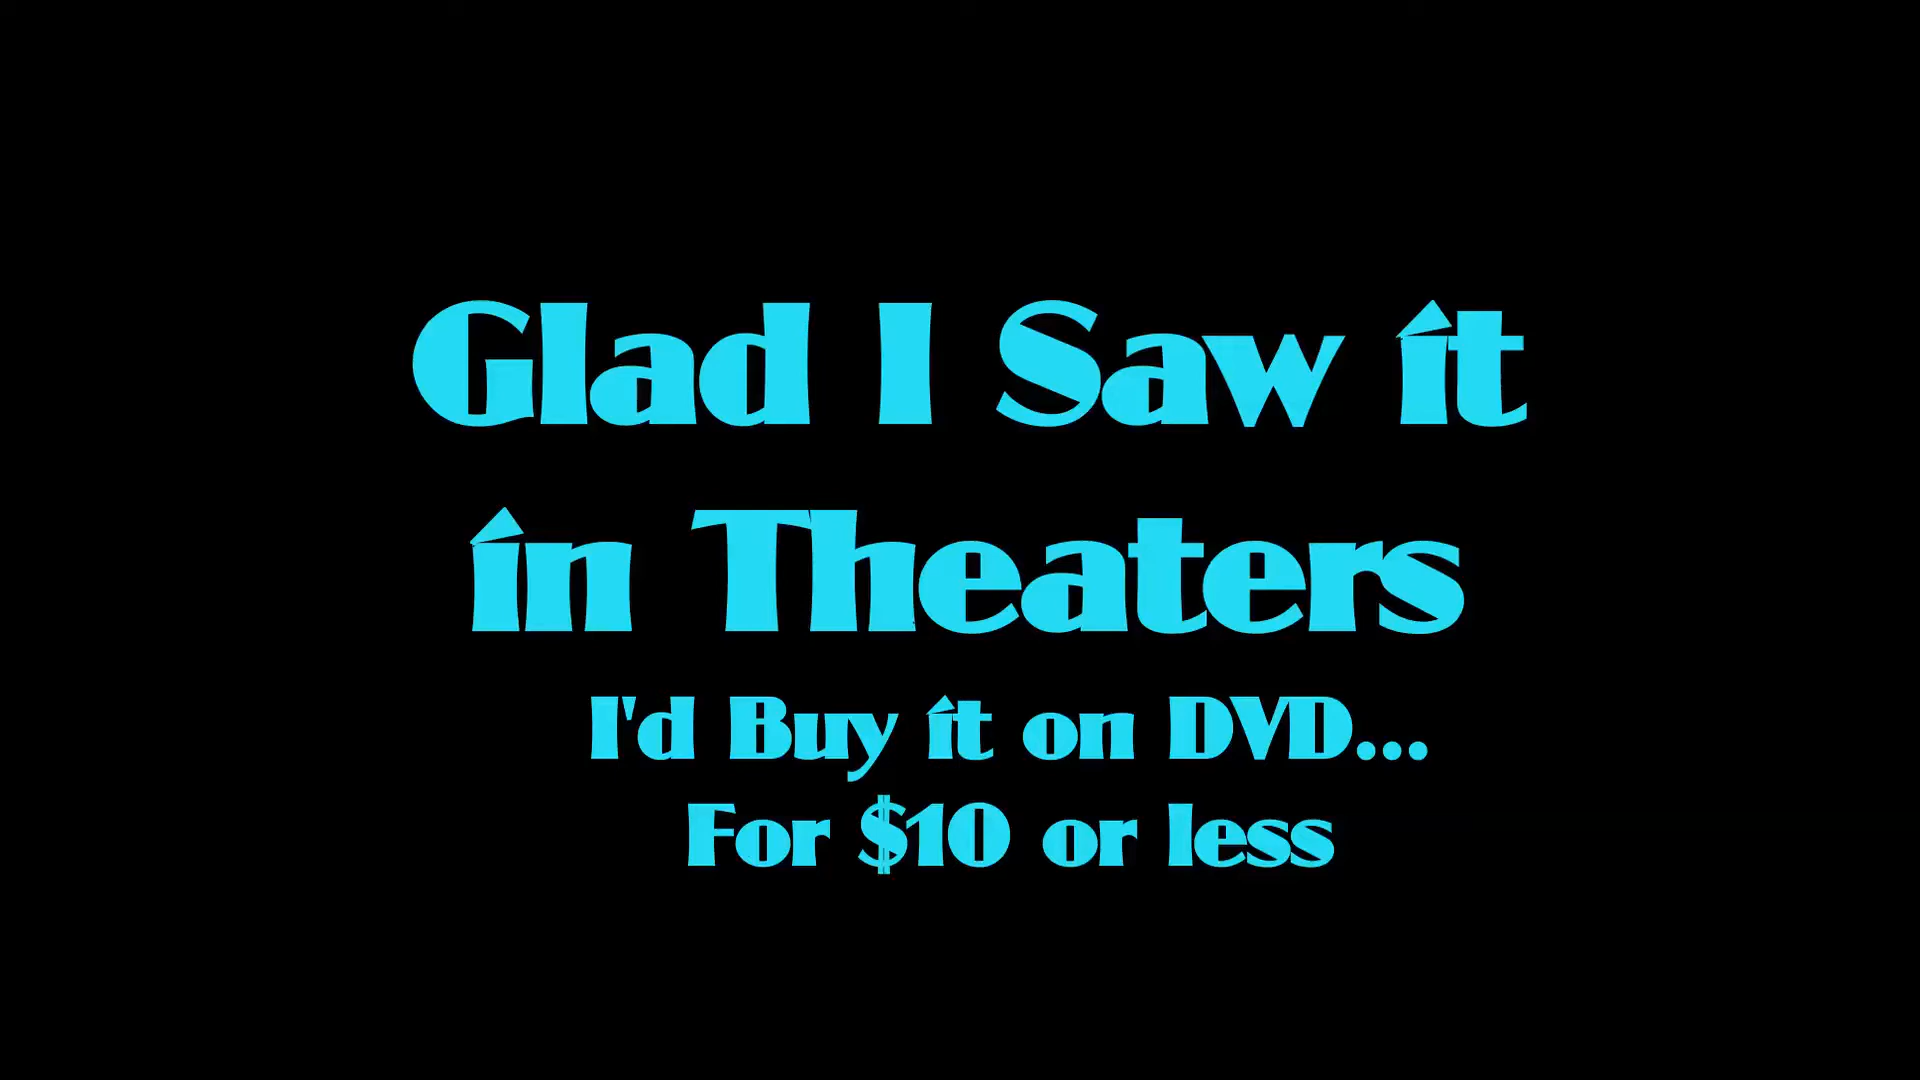 Glad I Saw it
in Theaters
I'd Buy it on DVD...
For $10 or less